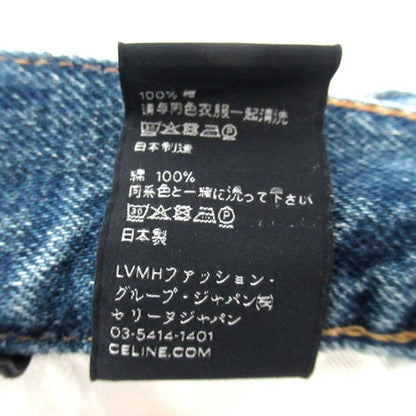 100% 棉
请与同色衣服一起清洗
30 P
日本制造
綿 100%
同系色と一緒に洗って下さい
30 P
日本製
LVMHファッション・
グループ・ジャパン㈱
セリーヌジャパン
03-5414-1401
CELINE.COM